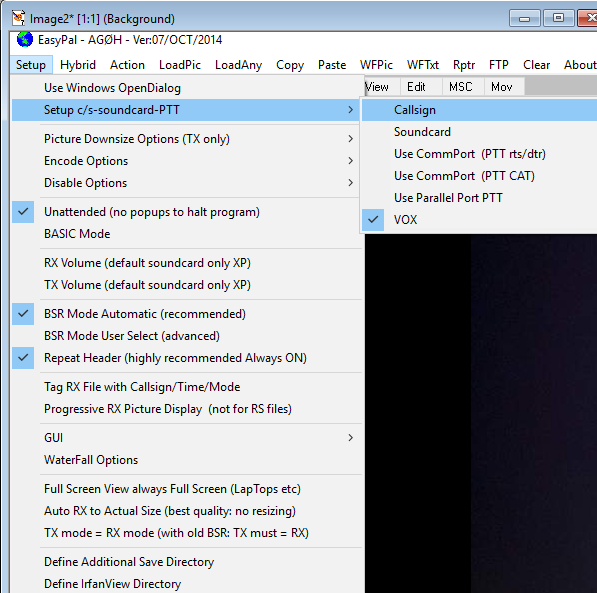 Image2* [1:1] (Background)
EasyPal - AGØH - Ver:07/OCT/2014
Setup Hybrid Action LoadPic LoadAny Copy Paste WFPic WFTxt Rptr FTP Clear About
View Edit MSC Mov
Use Windows OpenDialog
Setup c/s-soundcard-PTT
Picture Downsize Options (TX only)
Encode Options
Disable Options
Unattended (no popups to halt program)
BASIC Mode
RX Volume (default soundcard only XP)
TX Volume (default soundcard only XP)
BSR Mode Automatic (recommended)
BSR Mode User Select (advanced)
Repeat Header (highly recommended Always ON)
Tag RX File with Callsign/Time/Mode
Progressive RX Picture Display (not for RS files)
GUI
WaterFall Options
Full Screen View always Full Screen (LapTops etc)
Auto RX to Actual Size (best quality: no resizing)
TX mode = RX mode (with old BSR: TX must = RX)
Define Additional Save Directory
Define IrfanView Directory
Callsign
Soundcard
Use CommPort (PTT rts/dtr)
Use CommPort (PTT CAT)
Use Parallel Port PTT
VOX